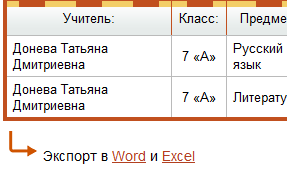 Учитель: Класс: Предме
Донева Татьяна Дмитриевна 7 «А» Русский язык
Донева Татьяна Дмитриевна 7 «А» Литерату
Экспорт в Word и Excel